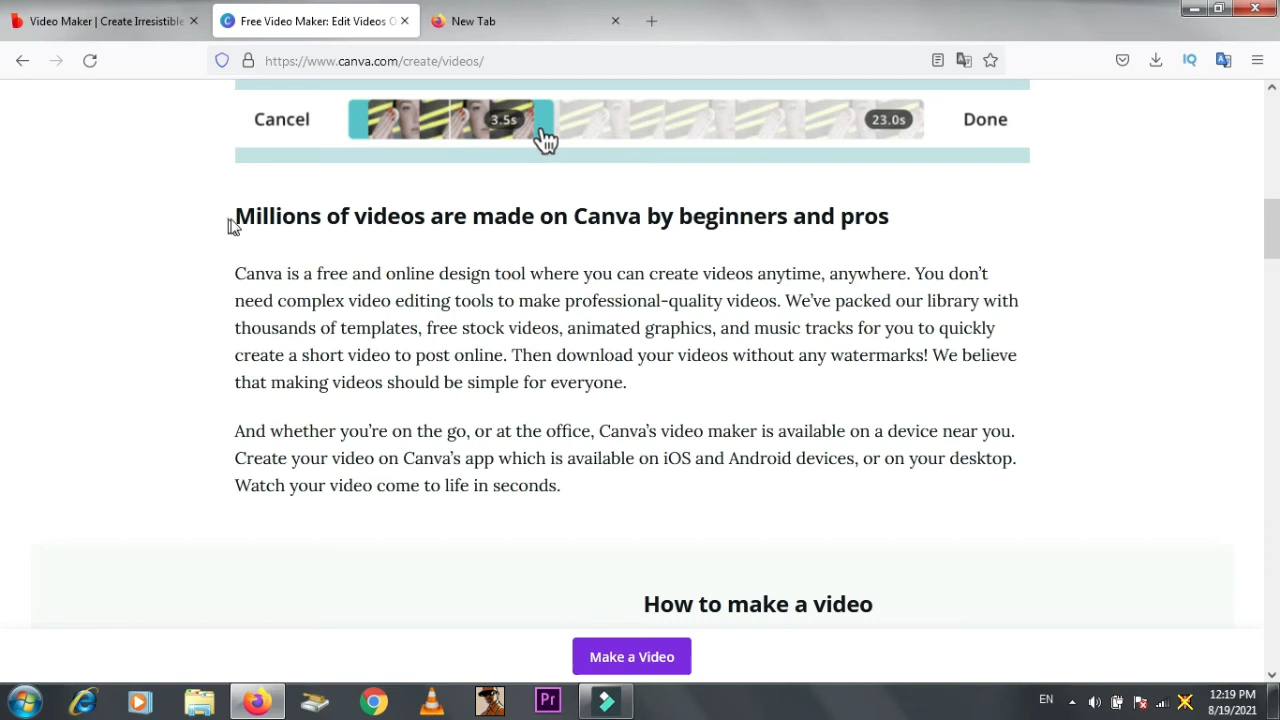 Video Maker | Create Irresistible
Free Video Maker: Edit Videos O
New Tab
https://www.canva.com/create/videos/
IQ
Cancel
3.5s
23.0s
Done
Millions of videos are made on Canva by beginners and pros
Canva is a free and online design tool where you can create videos anytime, anywhere. You don’t
need complex video editing tools to make professional-quality videos. We’ve packed our library with
thousands of templates, free stock videos, animated graphics, and music tracks for you to quickly
create a short video to post online. Then download your videos without any watermarks! We believe
that making videos should be simple for everyone.
And whether you’re on the go, or at the office, Canva’s video maker is available on a device near you.
Create your video on Canva’s app which is available on iOS and Android devices, or on your desktop.
Watch your video come to life in seconds.
How to make a video
Make a Video
Pr
EN
12:19 PM
8/19/2021